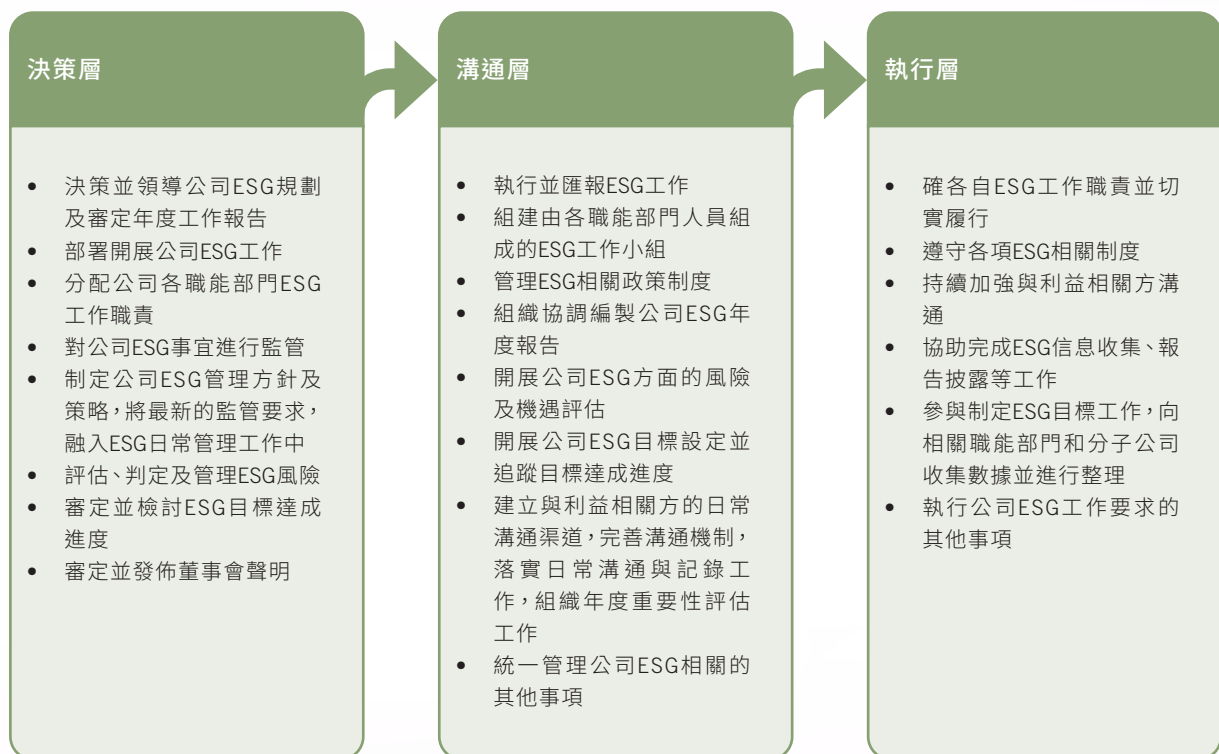 決策層
• 決策並領導公司ESG規劃
及審定年度工作報告
• 部署開展公司ESG工作
• 分配公司各職能部門ESG
工作職責
• 對公司ESG事宜進行監管
• 制定公司ESG管理方針及
策略，將最新的監管要求，
融入ESG日常管理工作中
• 評估、判定及管理ESG風險
• 審定並檢討ESG目標達成
進度
• 審定並發佈董事會聲明
溝通層
• 執行並匯報ESG工作
• 組建由各職能部門人員組
成的ESG工作小組
• 管理ESG相關政策制度
• 組織協調編製公司ESG年
度報告
• 開展公司ESG方面的風險
及機遇評估
• 開展公司ESG目標設定並
追蹤目標達成進度
• 建立與利益相關方的日常
溝通渠道，完善溝通機制，
落實日常溝通與記錄工
作，組織年度重要性評估
工作
• 統一管理公司ESG相關的
其他事項
執行層
• 確各自ESG工作職責並切
實履行
• 遵守各項ESG相關制度
• 持續加強與利益相關方溝
通
• 協助完成ESG信息收集、報
告披露等工作
• 參與制定ESG目標工作，向
相關職能部門和分子公司
收集數據並進行整理
• 執行公司ESG工作要求的
其他事項